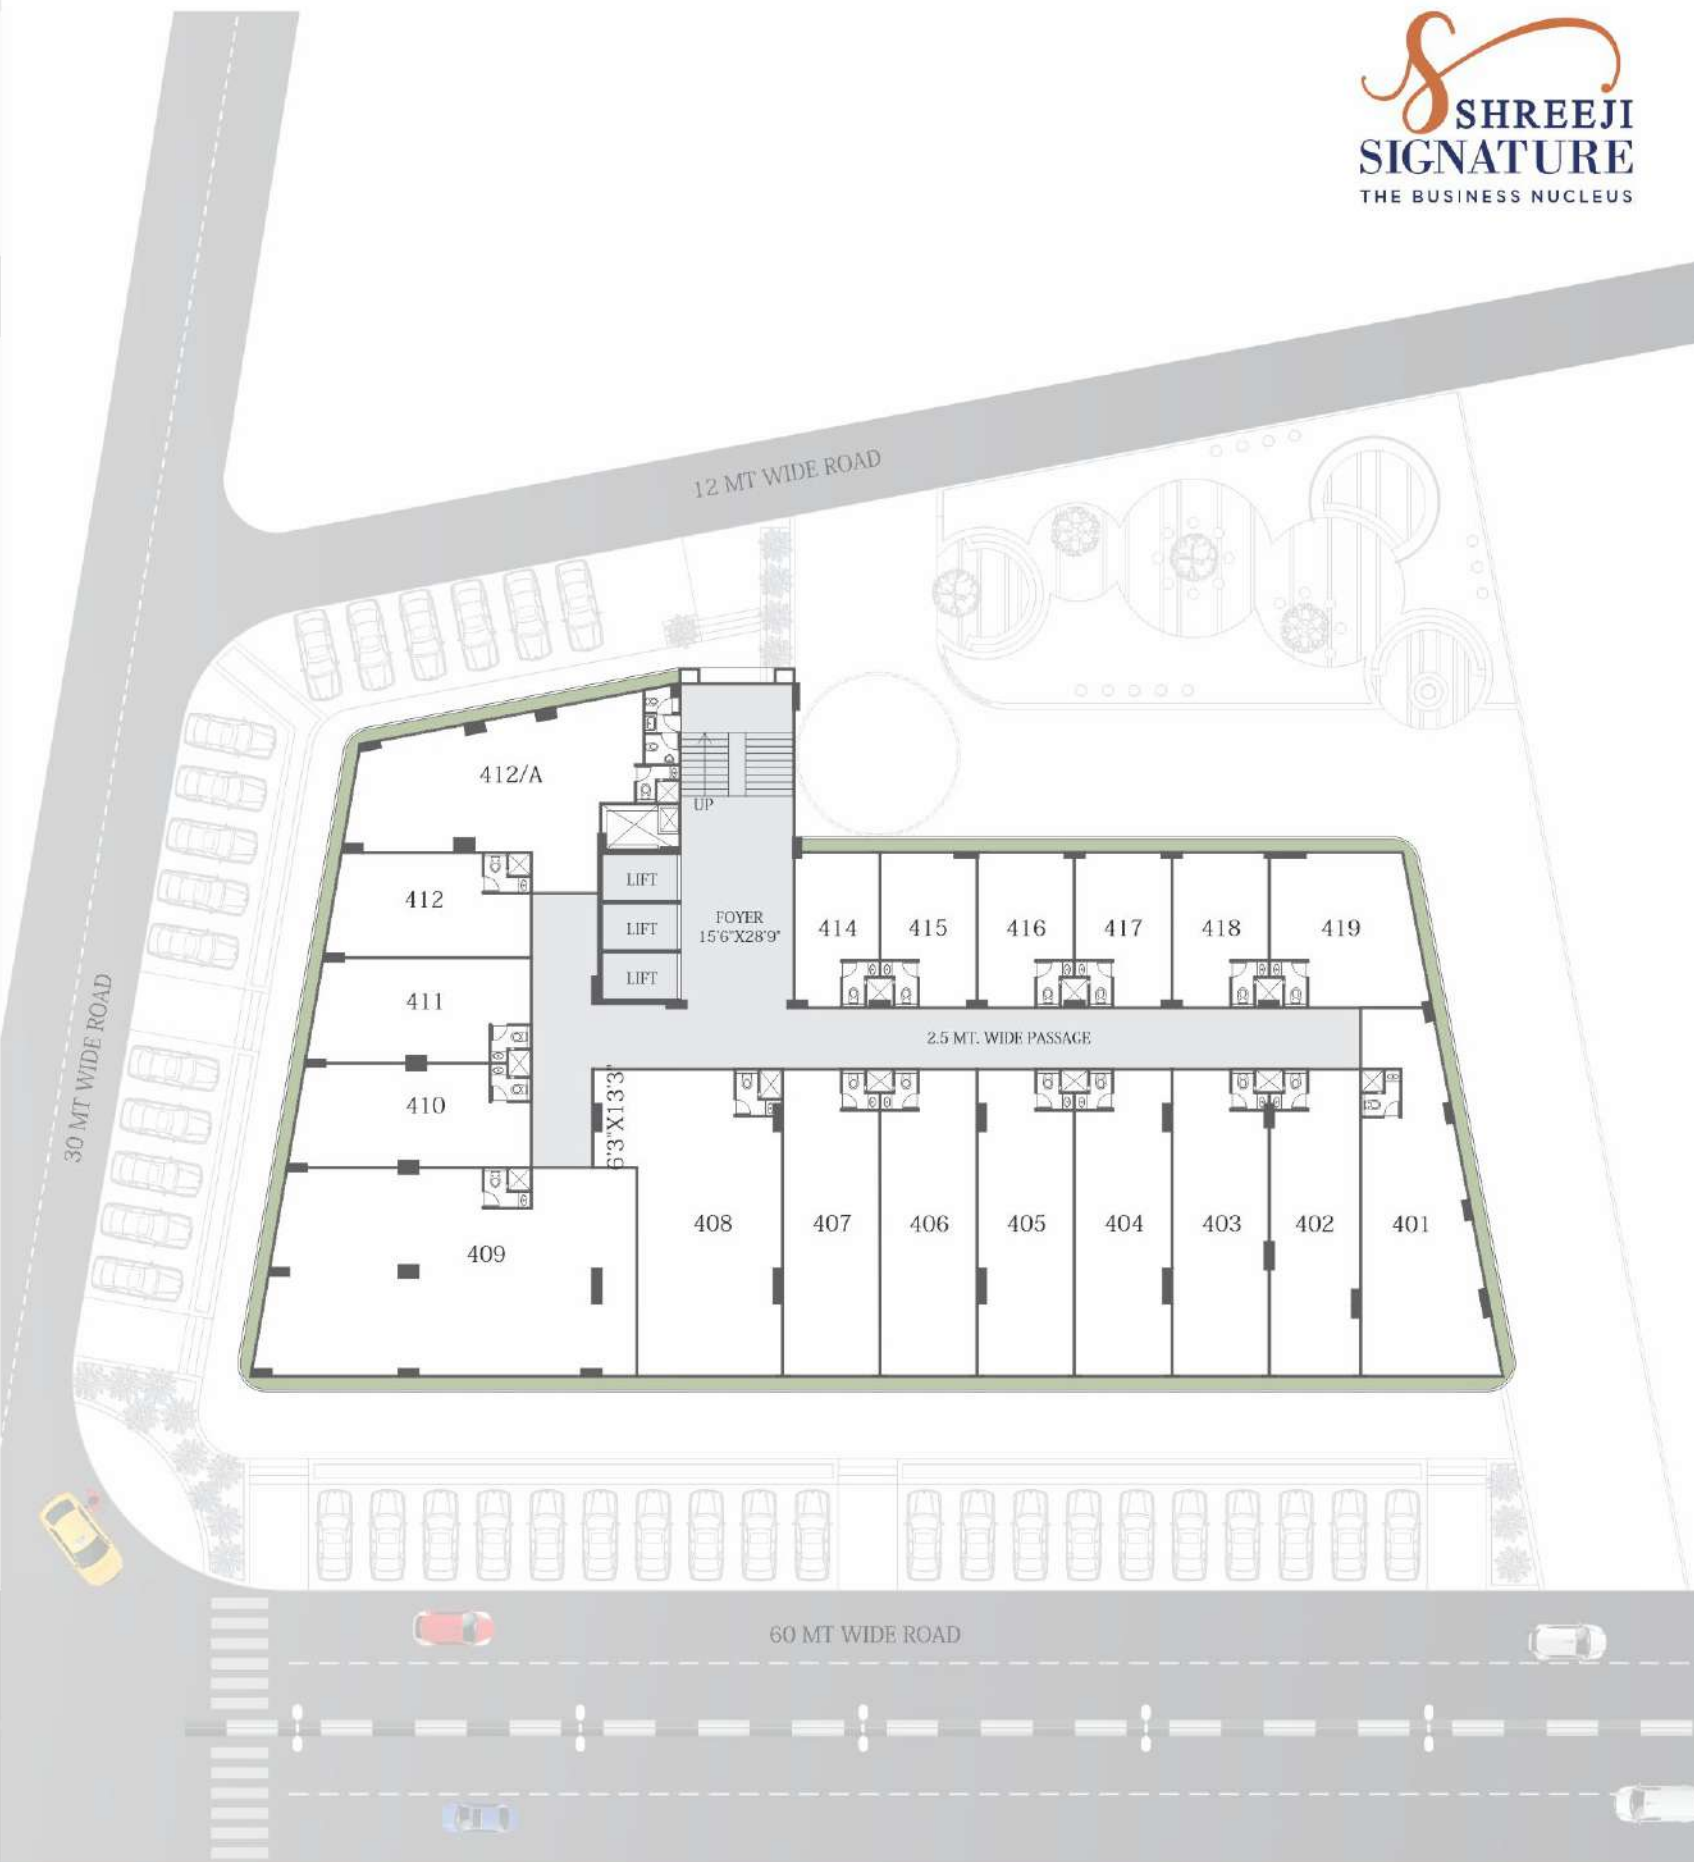 SHREEJI
SIGNATURE
THE BUSINESS NUCLEUS
12 MT WIDE ROAD
30 MT WIDE ROAD
412/A
UP
412
LIFT
LIFT
LIFT
FOYER
15'6"X28'9"
414
415
416
417
418
419
411
2.5 MT. WIDE PASSAGE
410
6'3"X13'3"
409
408
407
406
405
404
403
402
401
60 MT WIDE ROAD